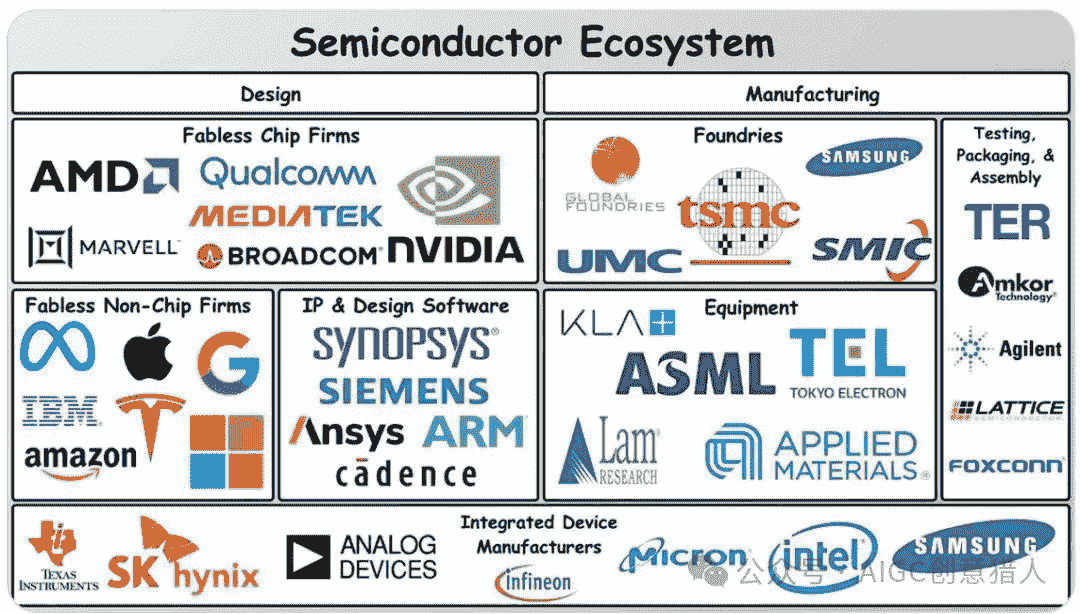 Semiconductor Ecosystem
Design
Manufacturing
Fabless Chip Firms
AMD
Qualcomm
MEDIATEK
MARVELL
BROADCOM
NVIDIA
Foundries
GLOBAL
FOUNDRIES
SAMSUNG
tsmc
UMC
SMIC
Testing,
Packaging, &
Assembly
TER
Amkor
Technology
Agilent
LATTICE
SEMICONDUCTOR
FOXCONN
Fabless Non-Chip Firms
G
IBM
amazon
IP & Design Software
SYNOPSYS
SIEMENS
Ansys
ARM
cādence
Equipment
KLA
ASML
TEL
TOKYO ELECTRON
Lam
RESEARCH
APPLIED
MATERIALS
Integrated Device
Manufacturers
TEXAS
INSTRUMENTS
SK hynix
ANALOG
DEVICES
infineon
Micron
intel
SAMSUNG
公众号 · AIGC创意猎人